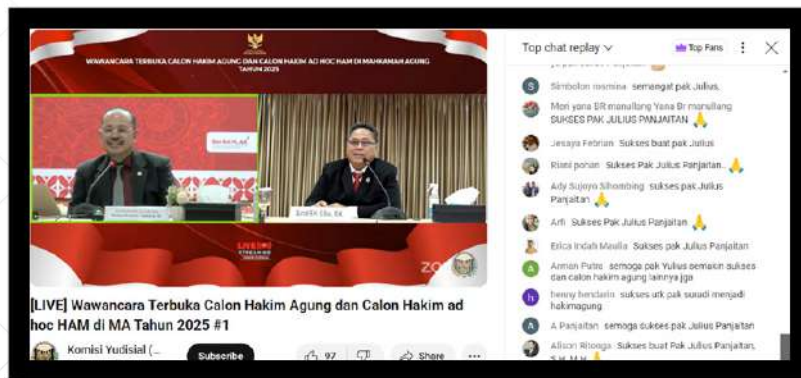 WAWANCARA TERBUKA CALON HAKIM AGUNG DAN CALON HAKIM AD HOC HAM DI MAHKAMAH AGUNG
TAHUN 2025
LIVE
STREAMING
[LIVE] Wawancara Terbuka Calon Hakim Agung dan Calon Hakim ad
hoc HAM di MA Tahun 2025 #1
Komisi Yudisial (...
Subscribe
97
Share
Top chat replay
Top Fans
Simbolon rosmina semangat pak Julius,
Meri yana BR manullang Yana Br manullang
SUKSES PAK JULIUS PANJAITAN
Jesaya Febrian Sukses buat pak Julius
Riani pohan Sukses Pak Julius Panjaitan..
Ady Sujoyo Sihombing sukses pak Julius
Panjaitan
Arfi Sukses Pak Julius Panjaitan
Erica Indah Maulia Sukses pak Julius Panjaitan
Arman Putra semoga pak Yulius semakin sukses
dan calon hakim agung lainnya jga
henny hendarin sukses utk pak suradi menjadi
hakimagung
A Panjaitan semoga sukses pak Julius Panjaitan
Alison Ritonga Sukses buat Pak Julius Panjaitan,
S.H, M.H